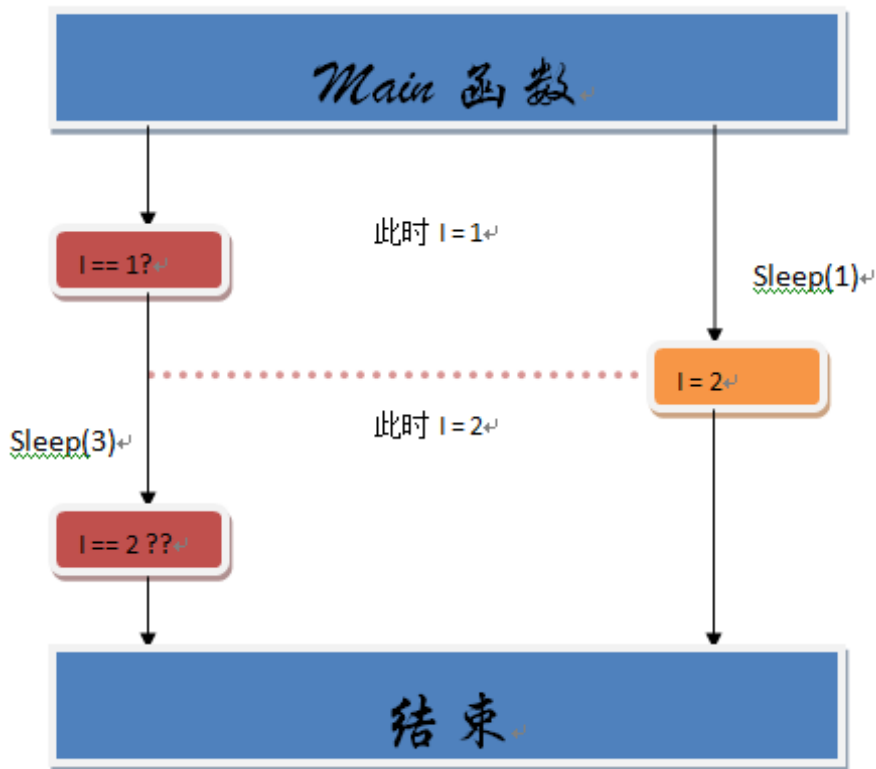 Main 函数
此时 I = 1
I == 1?
Sleep(1)
I = 2
此时 I = 2
Sleep(3)
I == 2 ??
结束